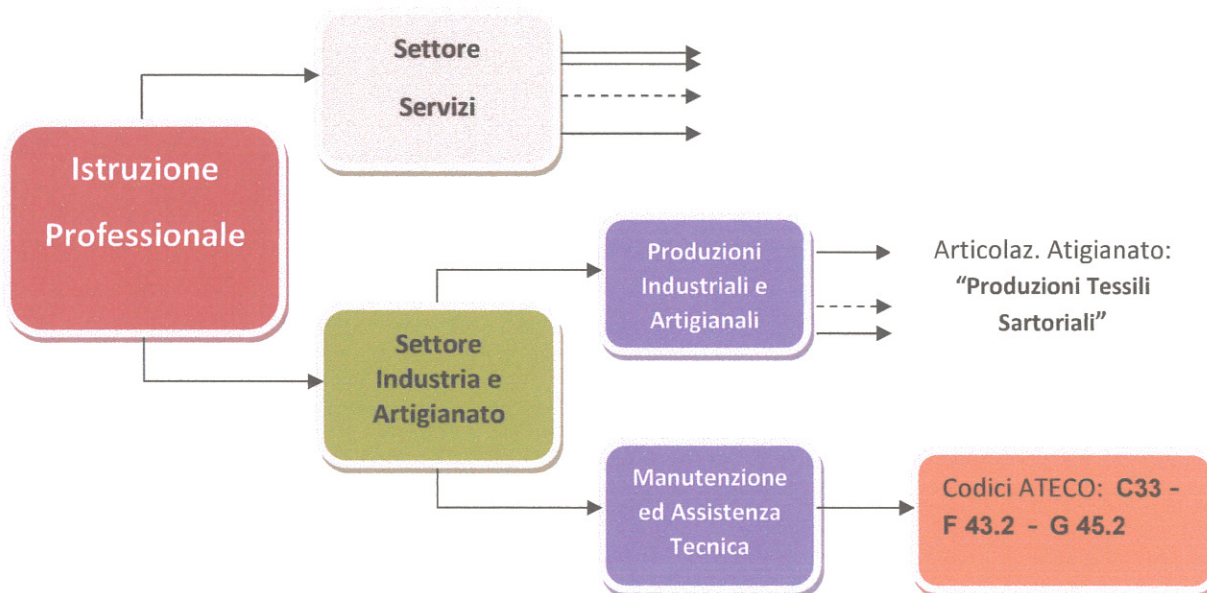 Settore
Servizi
Istruzione
Professionale
Produzioni
Industriali e
Artigianali
Articolaz. Atigianato:
“Produzioni Tessili
Sartoriali”
Settore
Industria e
Artigianato
Manutenzione
ed Assistenza
Tecnica
Codici ATECO: C33 -
F 43.2 - G 45.2